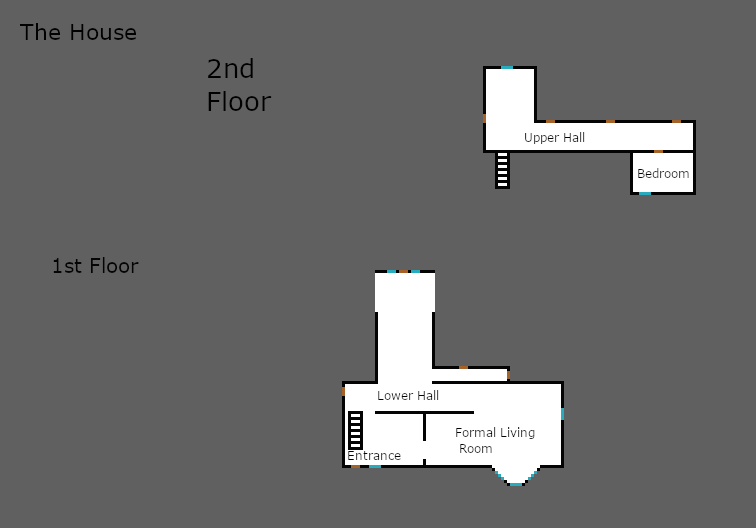 The House
2nd
Floor
Upper Hall
Bedroom
1st Floor
Lower Hall
Formal Living
Room
Entrance